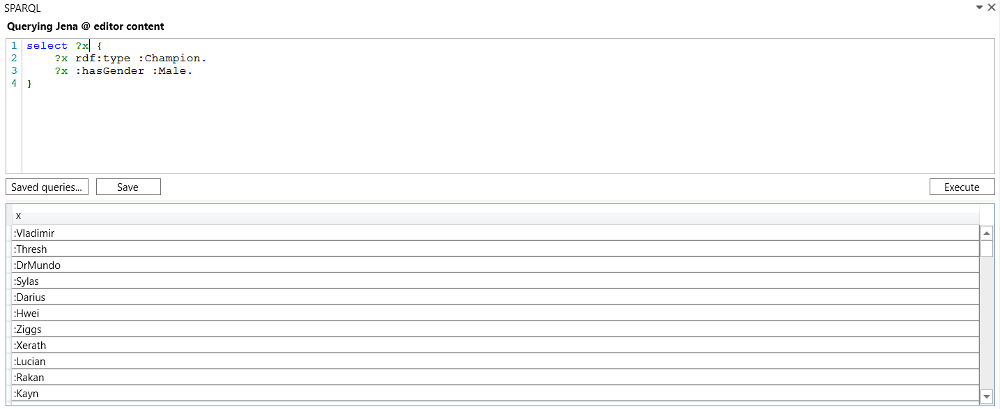 SPARQL
Querying Jena @ editor content
1 select ?x {
2 ?x rdf:type :Champion.
3 ?x :hasGender :Male.
4 }
Saved queries... Save Execute
x
:Vladimir
:Thresh
:DrMundo
:Sylas
:Darius
:Hwei
:Ziggs
:Xerath
:Lucian
:Rakan
:Kayn